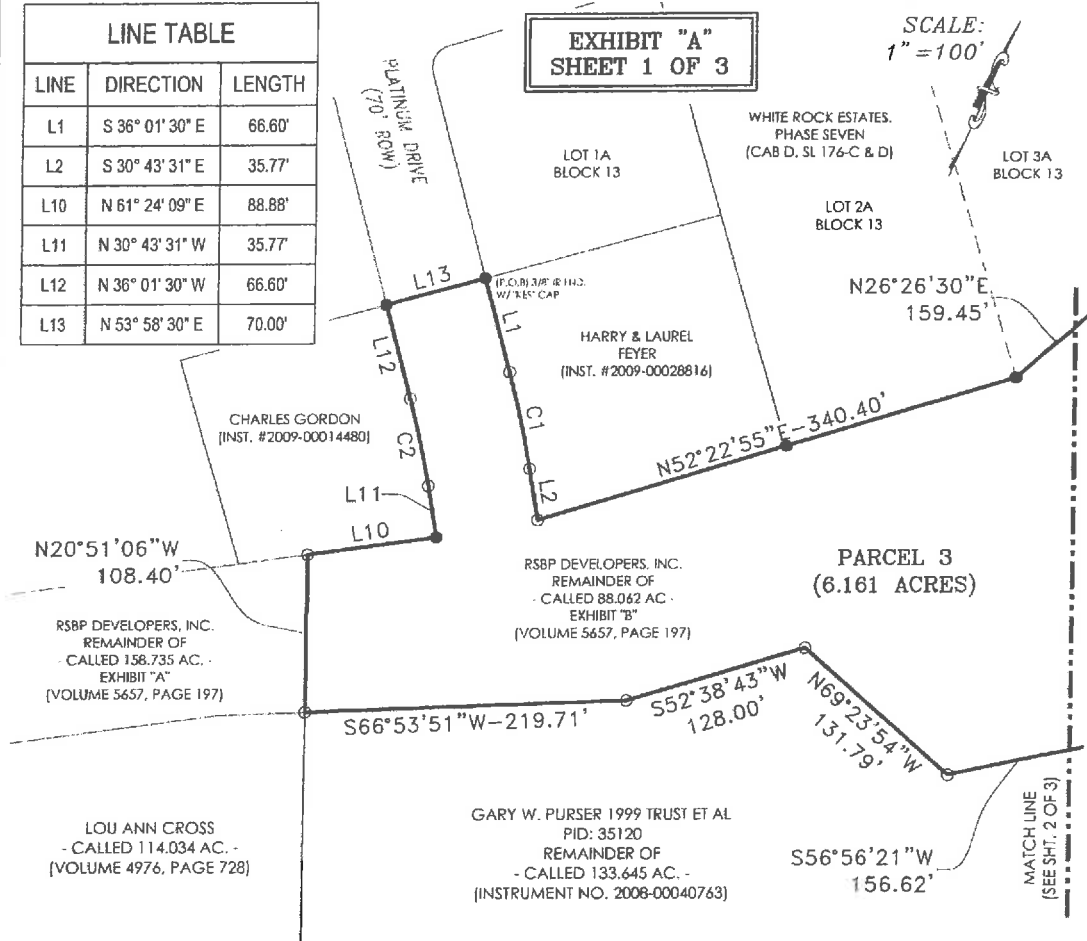 LINE TABLE
LINE DIRECTION LENGTH
L1 S 36° 01' 30" E 66.60'
L2 S 30° 43' 31" E 35.77'
L10 N 61° 24' 09" E 88.88'
L11 N 30° 43' 31" W 35.77'
L12 N 36° 01' 30" W 66.60'
L13 N 53° 58' 30" E 70.00'
EXHIBIT "A"
SHEET 1 OF 3
SCALE:
1"=100'
PLATINUM DRIVE
(70' ROW)
LOT 1A
BLOCK 13
WHITE ROCK ESTATES.
PHASE SEVEN
(CAB D, SL 176-C & D)
LOT 3A
BLOCK 13
LOT 2A
BLOCK 13
N26°26'30"E
159.45'
L13
(P.O.B) 3/8" IR FND.
W/ CAP
L1
L12
HARRY & LAUREL
FEYER
(INST. #2009-00028816)
CHARLES GORDON
(INST. #2009-00014480)
C2
C1
N52°22'55"E-340.40'
L11
L2
L10
N20°51'06"W
108.40'
RSBP DEVELOPERS, INC.
REMAINDER OF
- CALLED 88.062 AC -
EXHIBIT "B"
(VOLUME 5657, PAGE 197)
PARCEL 3
(6.161 ACRES)
RSBP DEVELOPERS, INC.
REMAINDER OF
- CALLED 158.735 AC. -
EXHIBIT "A"
(VOLUME 5657, PAGE 197)
S66°53'51"W-219.71'
S52°38'43"W
128.00'
N69°23'54"W
131.79'
LOU ANN CROSS
- CALLED 114.034 AC. -
(VOLUME 4976, PAGE 728)
GARY W. PURSER 1999 TRUST ET AL
PID: 35120
REMAINDER OF
- CALLED 133.645 AC. -
(INSTRUMENT NO. 2008-00040763)
S56°56'21"W
156.62'
MATCH LINE
(SEE SHT. 2 OF 3)